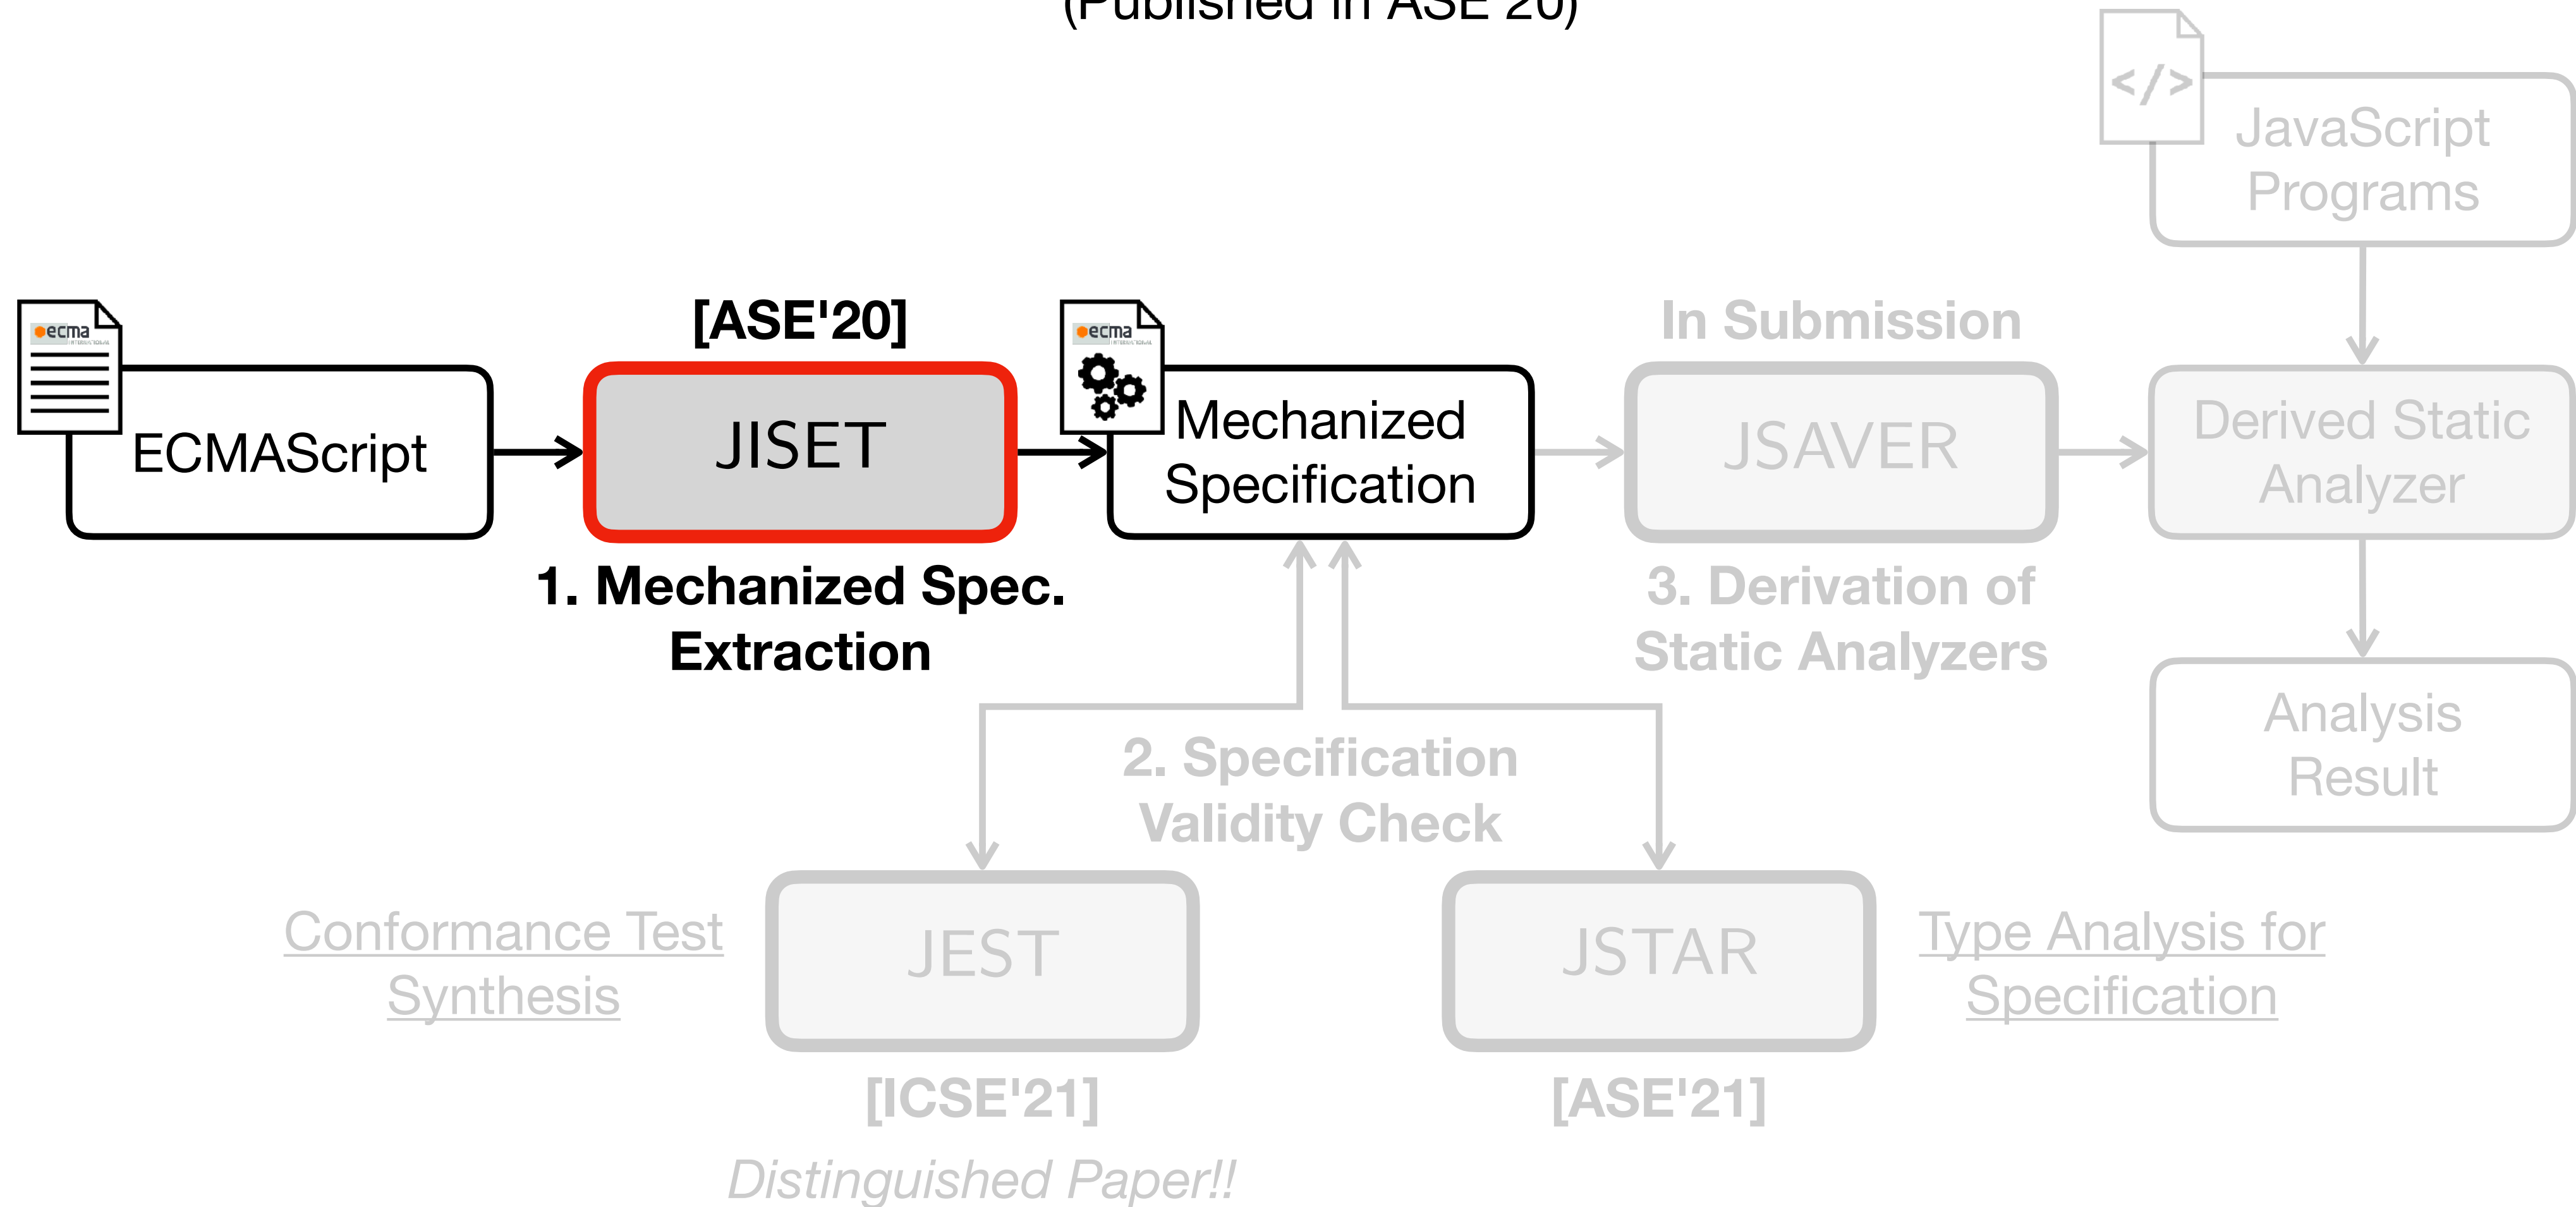 (Published in ASE'20)
</>
JavaScript
Programs
[ASE'20]
In Submission
ecma
ecma
ECMAScript
JISET
Mechanized
Specification
JSAVER
Derived Static
Analyzer
1. Mechanized Spec.
Extraction
3. Derivation of
Static Analyzers
Analysis
Result
2. Specification
Validity Check
Conformance Test
Synthesis
JEST
JSTAR
Type Analysis for
Specification
[ICSE'21]
[ASE'21]
Distinguished Paper!!